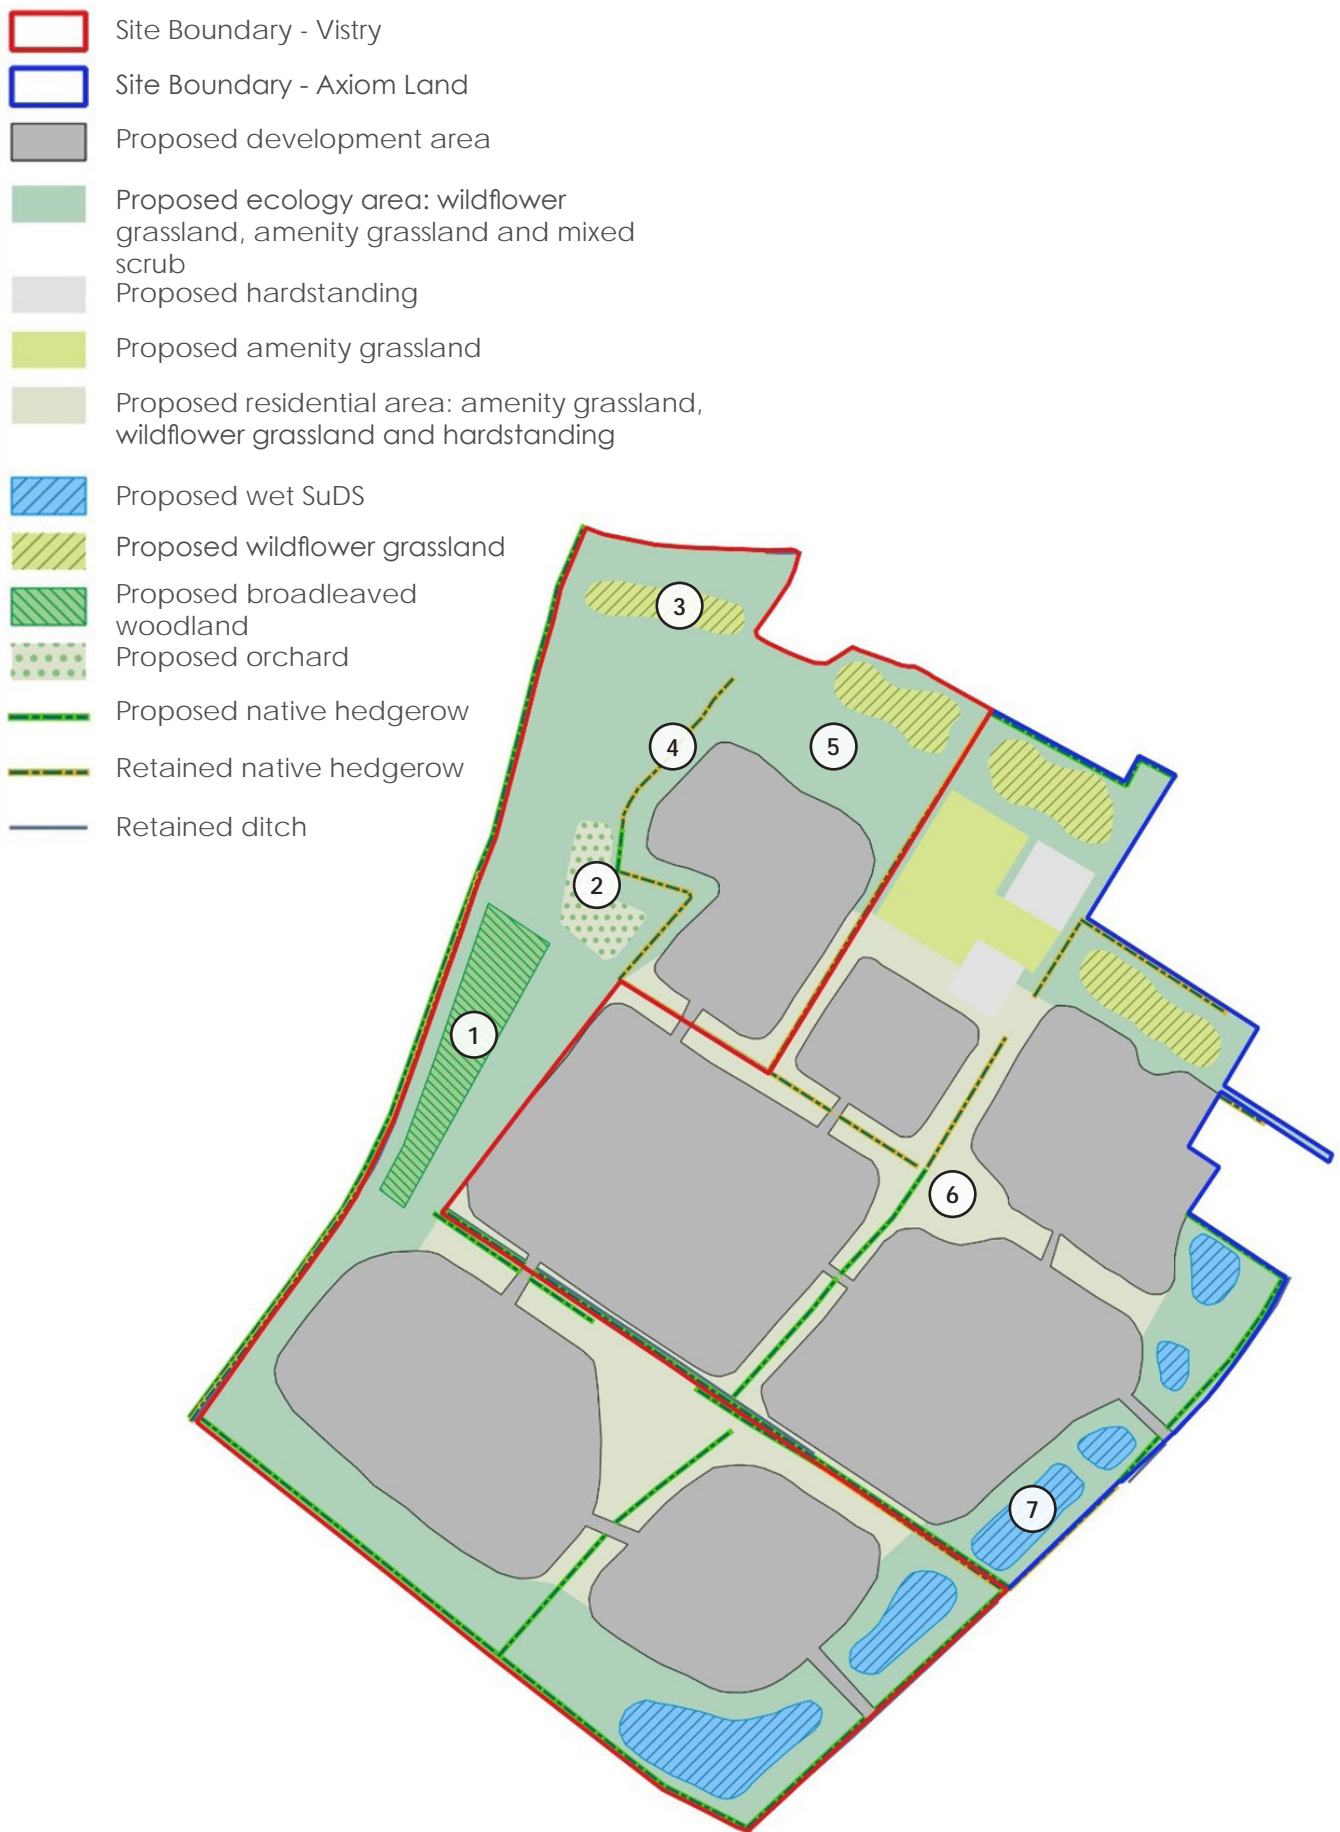 Site Boundary - Vistry
Site Boundary - Axiom Land
Proposed development area
Proposed ecology area: wildflower
grassland, amenity grassland and mixed
scrub
Proposed hardstanding
Proposed amenity grassland
Proposed residential area: amenity grassland,
wildflower grassland and hardstanding
Proposed wet SuDS
Proposed wildflower grassland
Proposed broadleaved
woodland
Proposed orchard
Proposed native hedgerow
Retained native hedgerow
Retained ditch
3
4
5
2
1
6
7